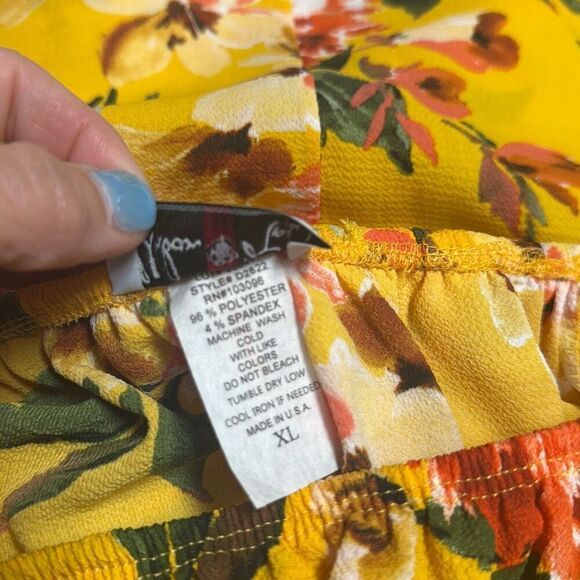 STYLE# D2822
RN#103096
96 % POLYESTER
4 % SPANDEX
MACHINE WASH
COLD
WITH LIKE
COLORS
DO NOT BLEACH
TUMBLE DRY LOW
COOL IRON IF NEEDED
MADE IN U.S.A.
XL